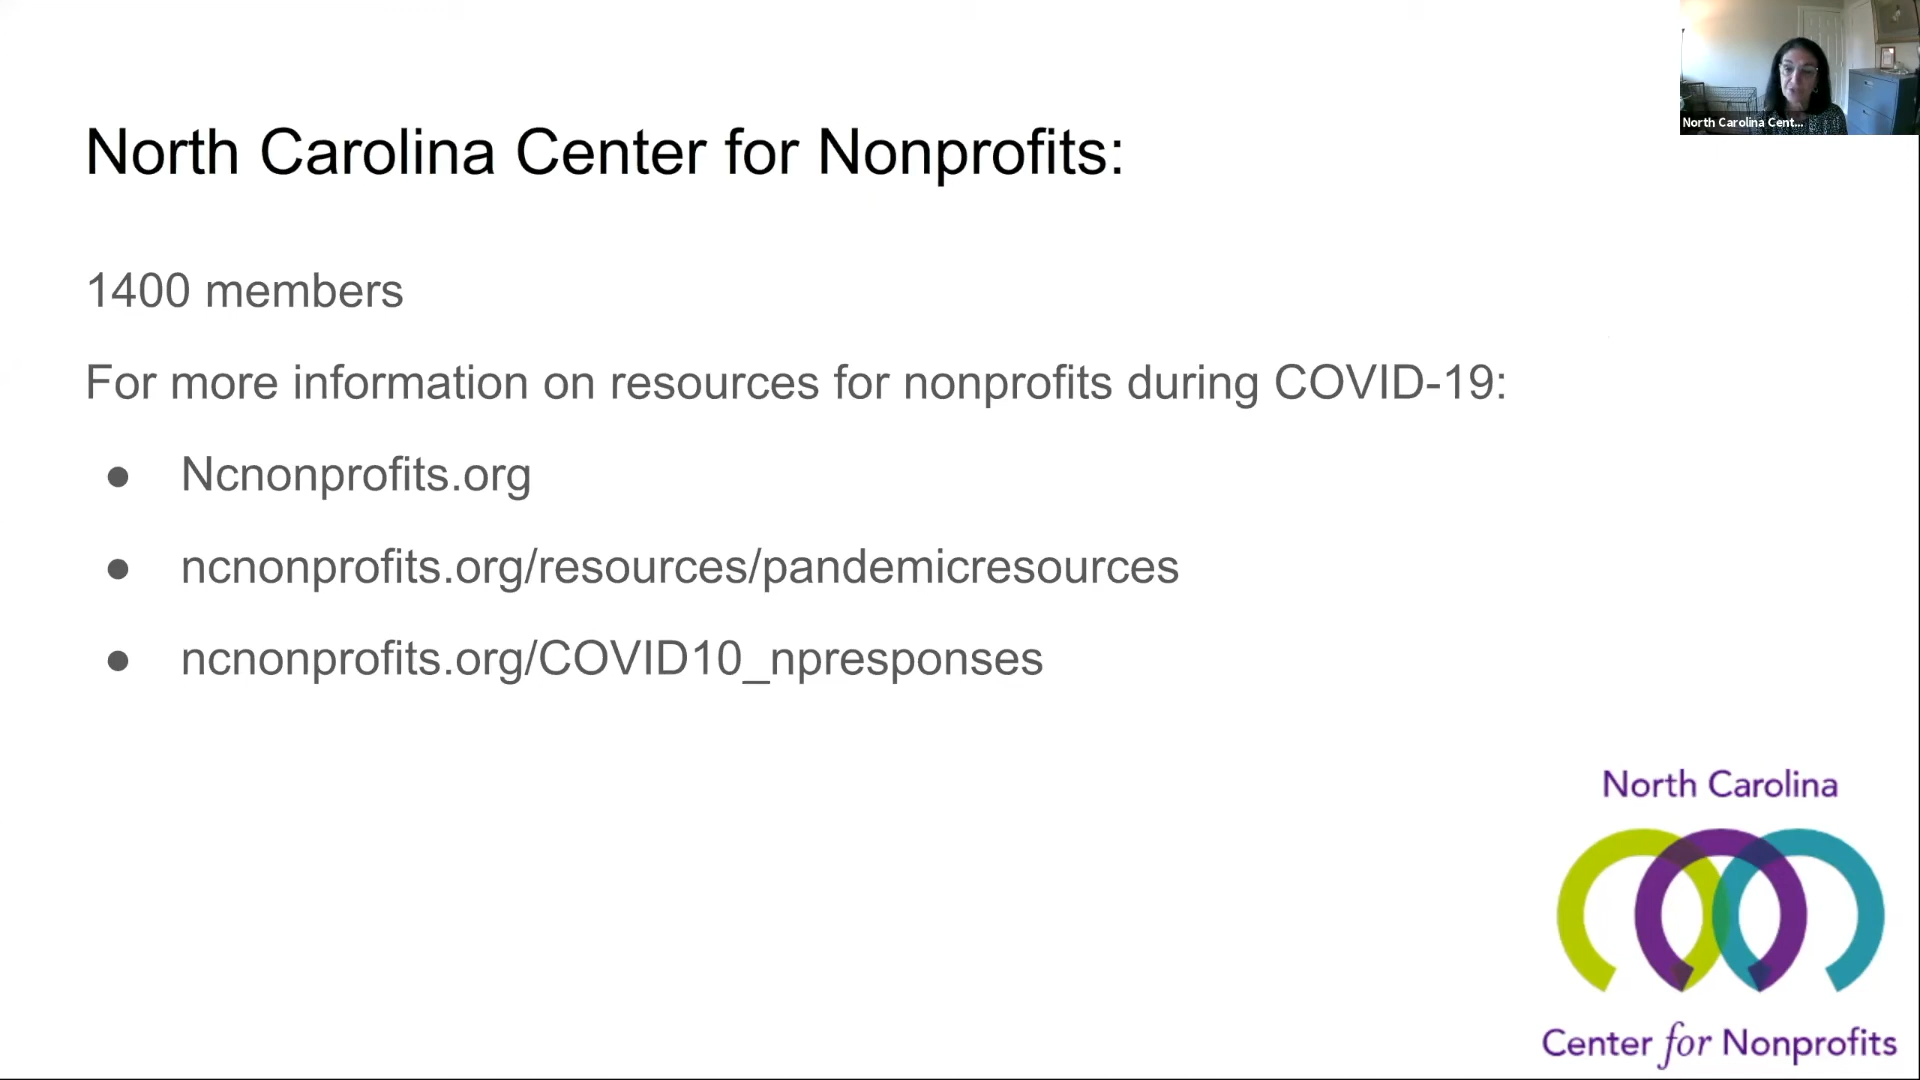 North Carolina Cent...
North Carolina Center for Nonprofits:
1400 members
For more information on resources for nonprofits during COVID-19:
● Ncnonprofits.org
● ncnonprofits.org/resources/pandemicresources
● ncnonprofits.org/COVID10_npresponses
North Carolina
Center for Nonprofits